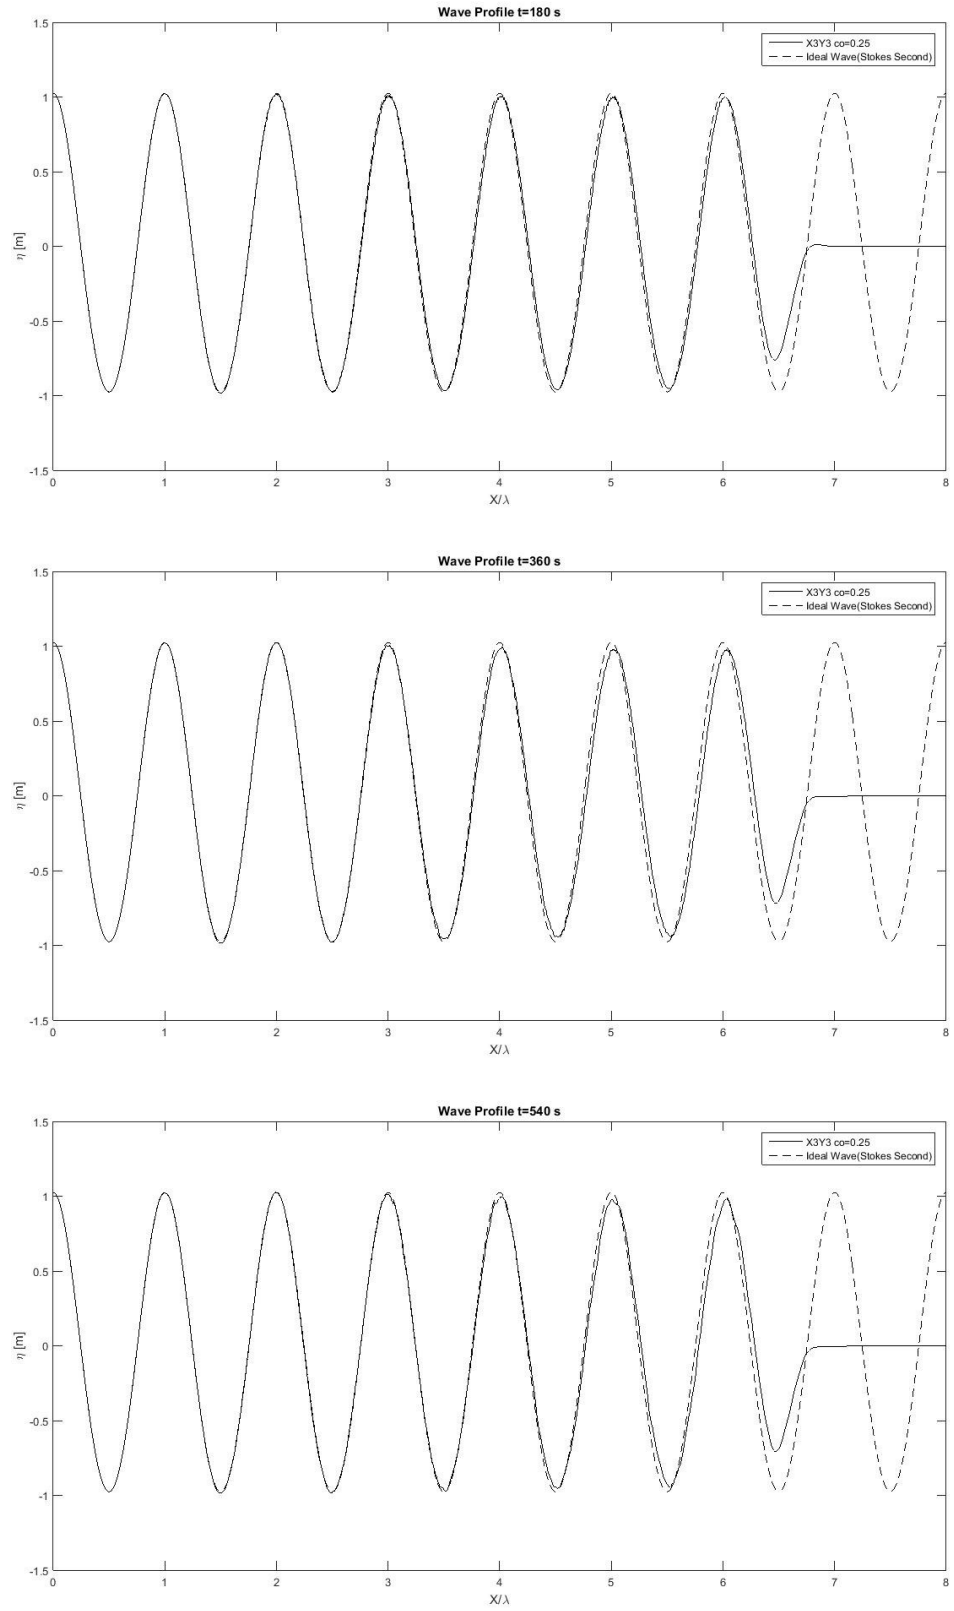 Wave Profile t=180 s
1.5
X3Y3 co=0.25
Ideal Wave(Stokes Second)
1
0.5
η [m]
0
-0.5
-1
-1.5
0 1 2 3 4 5 6 7 8
X/λ
Wave Profile t=360 s
1.5
X3Y3 co=0.25
Ideal Wave(Stokes Second)
1
0.5
η [m]
0
-0.5
-1
-1.5
0 1 2 3 4 5 6 7 8
X/λ
Wave Profile t=540 s
1.5
X3Y3 co=0.25
Ideal Wave(Stokes Second)
1
0.5
η [m]
0
-0.5
-1
-1.5
0 1 2 3 4 5 6 7 8
X/λ